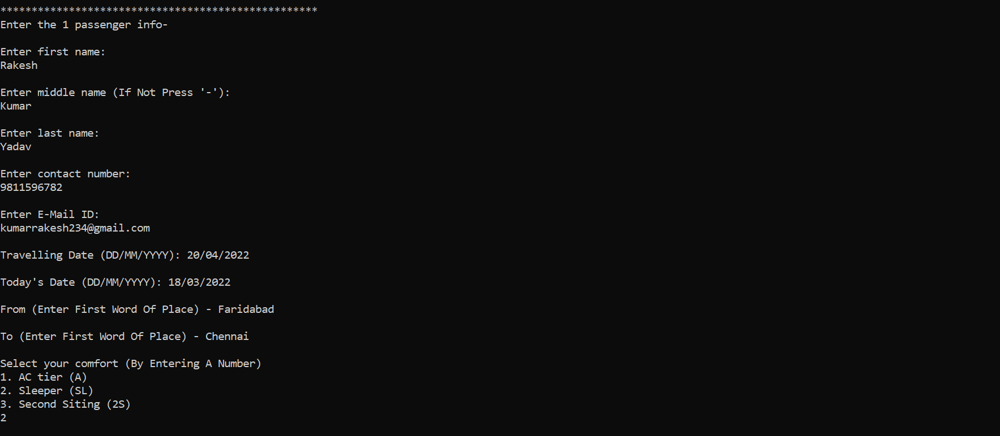 ***************************************************
Enter the 1 passenger info-
Enter first name:
Rakesh
Enter middle name (If Not Press '-'):
Kumar
Enter last name:
Yadav
Enter contact number:
9811596782
Enter E-Mail ID:
kumarrakesh234@gmail.com
Travelling Date (DD/MM/YYYY): 20/04/2022
Today's Date (DD/MM/YYYY): 18/03/2022
From (Enter First Word Of Place) - Faridabad
To (Enter First Word Of Place) - Chennai
Select your comfort (By Entering A Number)
1. AC tier (A)
2. Sleeper (SL)
3. Second Siting (2S)
2